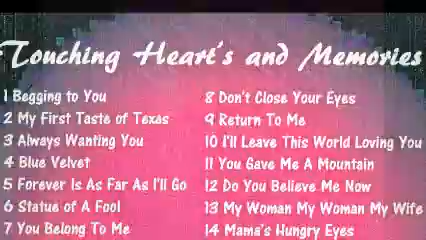 Touching Heart's and Memories
1 Begging to You
2 My First Taste of Texas
3 Always Wanting You
4 Blue Velvet
5 Forever Is As Far As I'll Go
6 Statue of A Fool
7 You Belong To Me
8 Don't Close Your Eyes
9 Return To Me
10 I'll Leave This World Loving You
11 You Gave Me A Mountain
12 Do You Believe Me Now
13 My Woman My Woman My Wife
14 Mama's Hungry Eyes